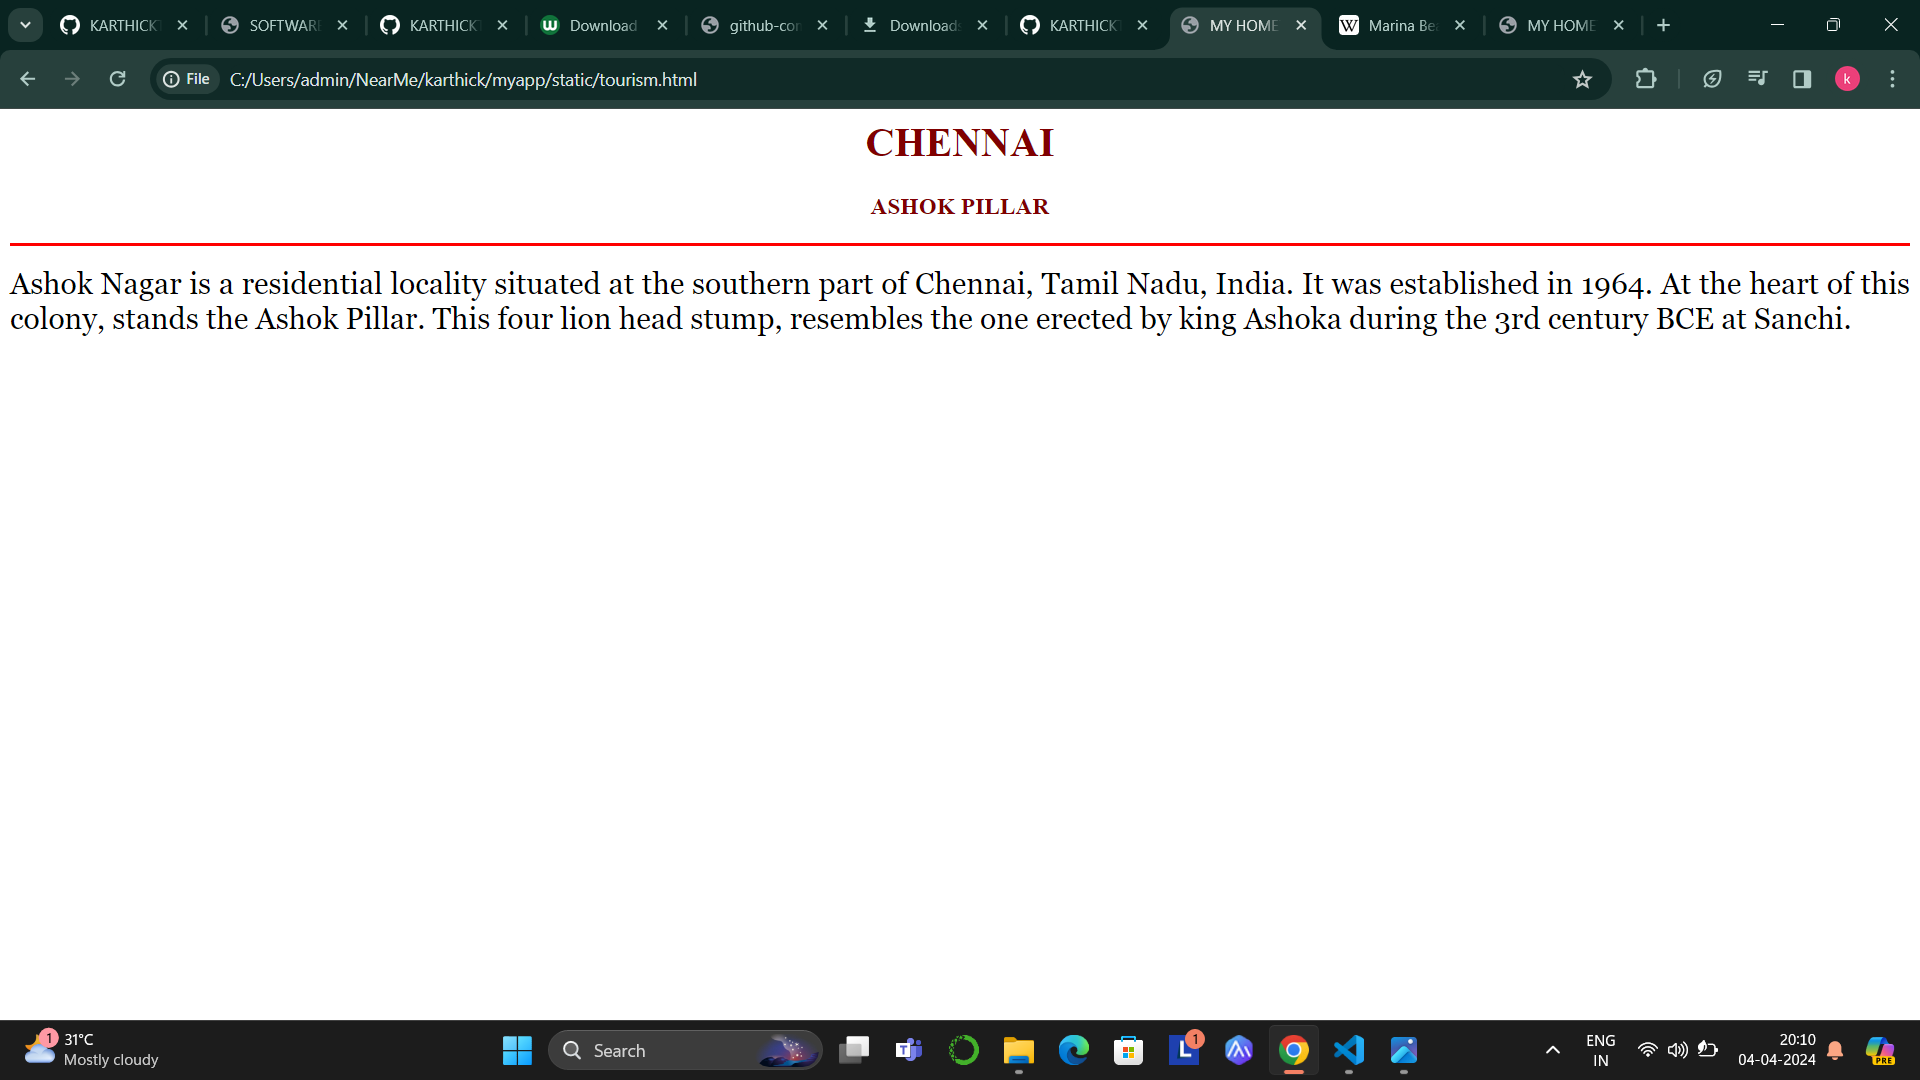 KARTHICK
SOFTWAR
KARTHICK
Download
github-co
Download
KARTHICK
MY HOME
Marina Be
MY HOME
File
C:/Users/admin/NearMe/karthick/myapp/static/tourism.html
k
CHENNAI
ASHOK PILLAR
Ashok Nagar is a residential locality situated at the southern part of Chennai, Tamil Nadu, India. It was established in 1964. At the heart of this
colony, stands the Ashok Pillar. This four lion head stump, resembles the one erected by king Ashoka during the 3rd century BCE at Sanchi.
1
31°C
Mostly cloudy
Search
1
ENG
IN
20:10
04-04-2024
PRE